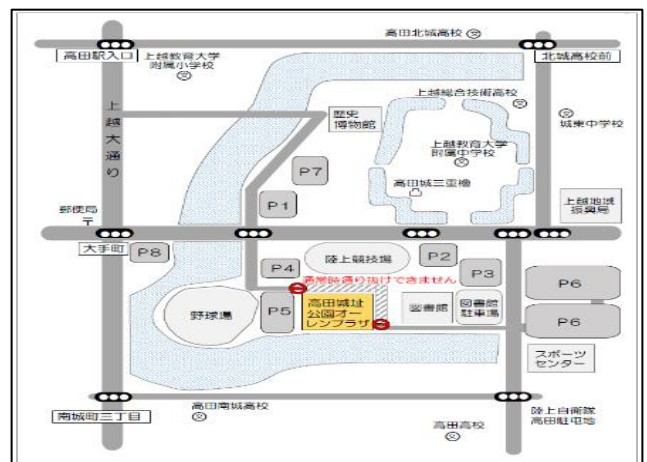 高田北城高校
高田駅入口
上越教育大学
附属小学校
北城高校前
上越大通り
歴史
博物館
上越総合技術高校
城東中学校
上越教育大学
附属中学校
P7
高田城三重櫓
P1
上越地域
振興局
郵便局
大手町
P8
陸上競技場
P2
P4
通常時通り抜けできません
P3
P6
野球場
P5
高田城址
公園オー
レンプラザ
図書館
図書館
駐車場
P6
スポーツ
センター
南城町三丁目
高田南城高校
高田高校
陸上自衛隊
高田駐屯地